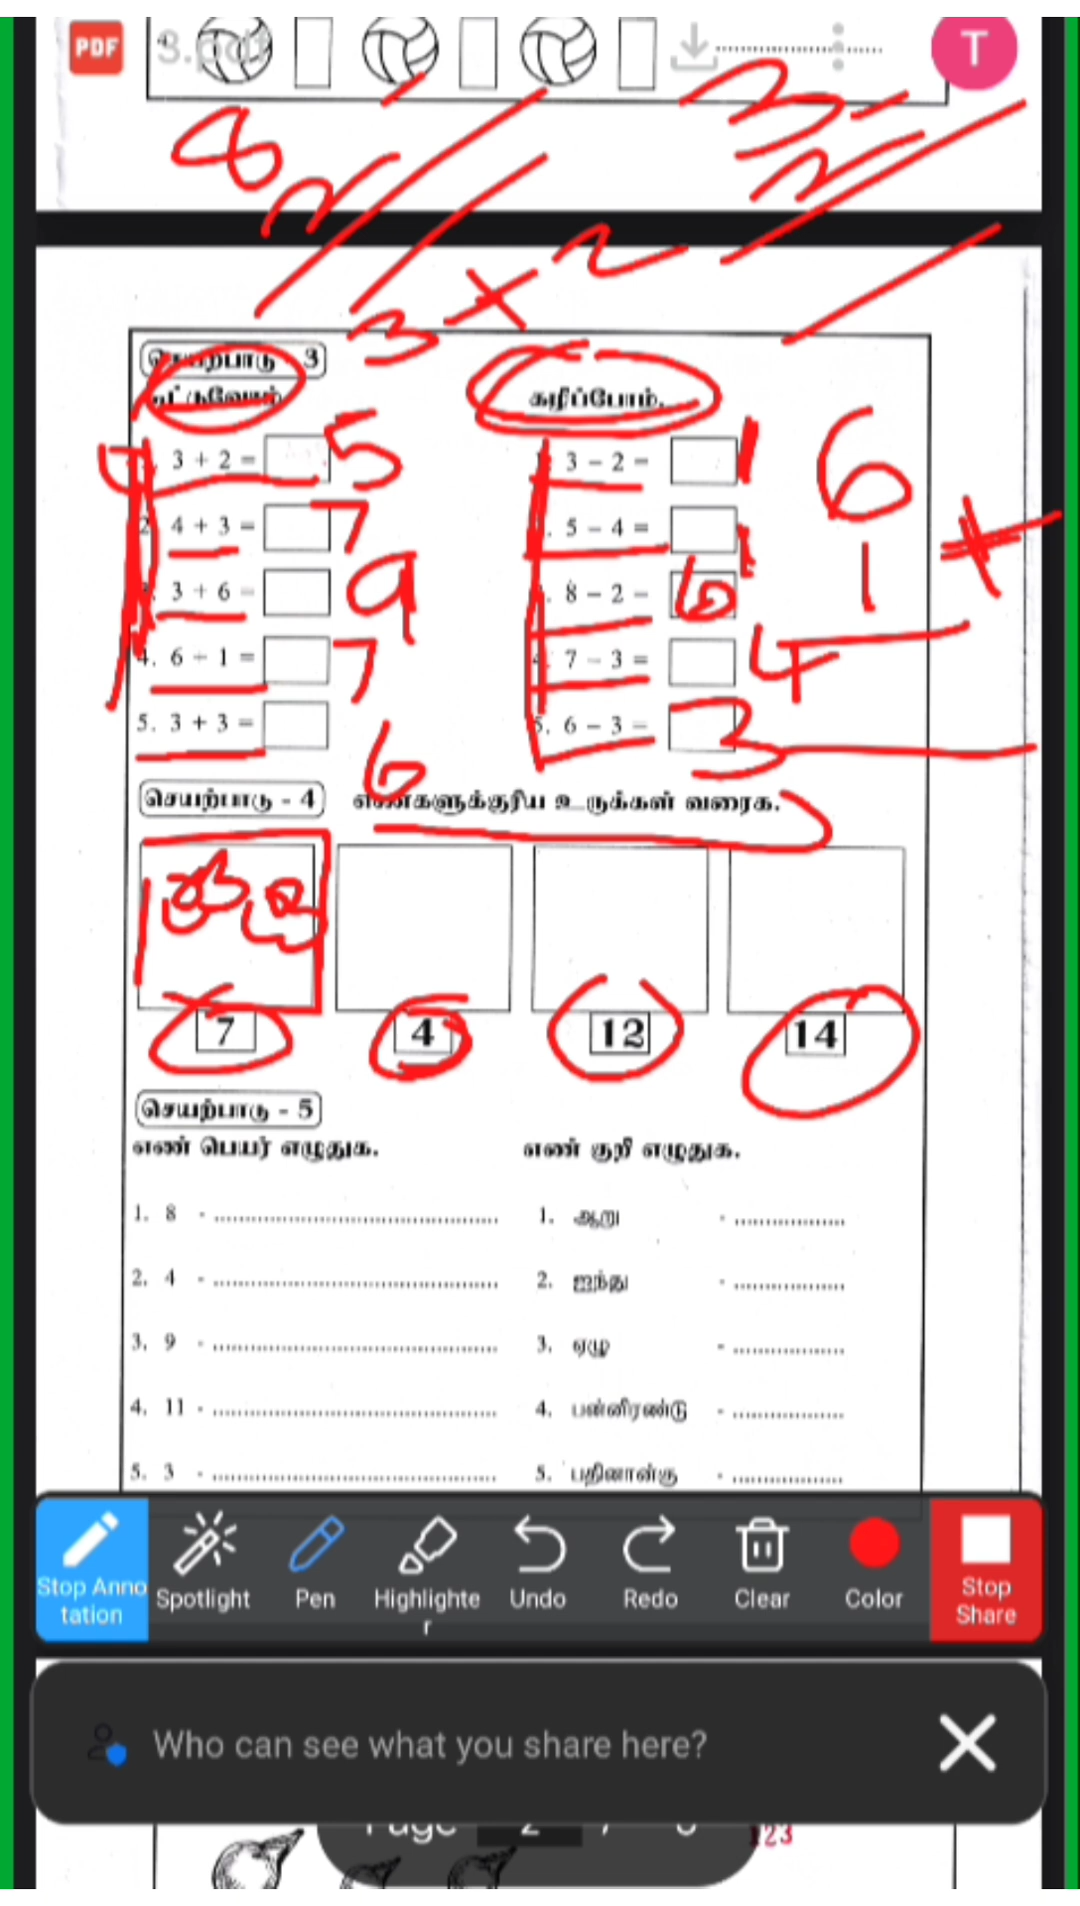 PDF 3.pdf T
8
3 × 2
செயற்பாடு - 3
கூட்டுவோம். கழிப்போம்.
1. 3 + 2 = 5 1. 3 - 2 = 1 6
2. 4 + 3 = 7 . 5 - 4 = 1 1 +
3. 3 + 6 = 9 . 8 - 2 = 6
4. 6 + 1 = 7 4. 7 - 3 = 4
5. 3 + 3 = 6 5. 6 - 3 = 3
செயற்பாடு - 4 எண்களுக்குரிய உருக்கள் வரைக.
7 4 12 14
செயற்பாடு - 5
எண் பெயர் எழுதுக. எண் குறி எழுதுக.
1. 8 - .......... 1. ஆறு - ..........
2. 4 - .......... 2. ஐந்து - ..........
3. 9 - .......... 3. ஏழு - ..........
4. 11 - .......... 4. பன்னிரண்டு - ..........
5. 3 - .......... 5. பதினான்கு - ..........
Stop Annotation Spotlight Pen Highlighter Undo Redo Clear Color Stop Share
Who can see what you share here?
Page 2 /